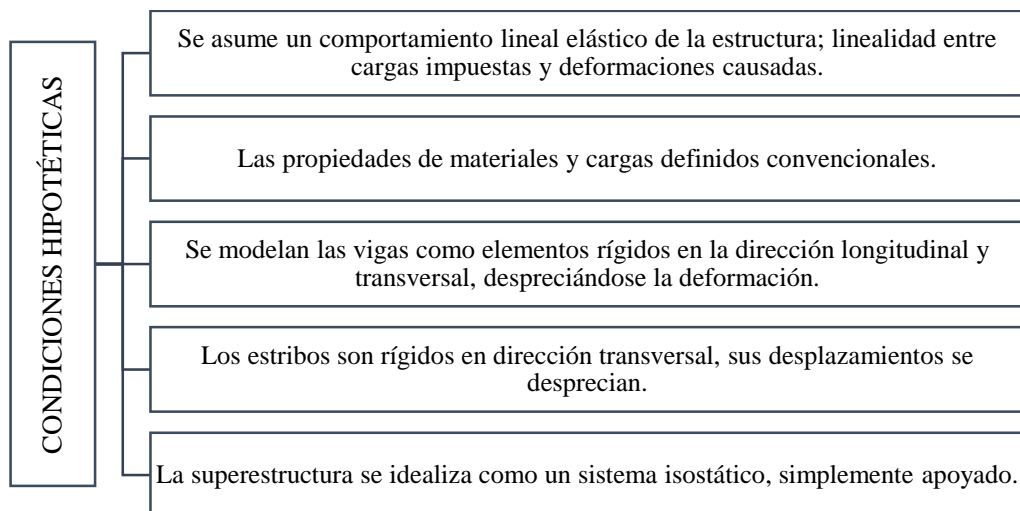 CONDICIONES HIPOTÉTICAS
Se asume un comportamiento lineal elástico de la estructura; linealidad entre
cargas impuestas y deformaciones causadas.
Las propiedades de materiales y cargas definidos convencionales.
Se modelan las vigas como elementos rígidos en la dirección longitudinal y
transversal, despreciándose la deformación.
Los estribos son rígidos en dirección transversal, sus desplazamientos se
desprecian.
La superestructura se idealiza como un sistema isostático, simplemente apoyado.